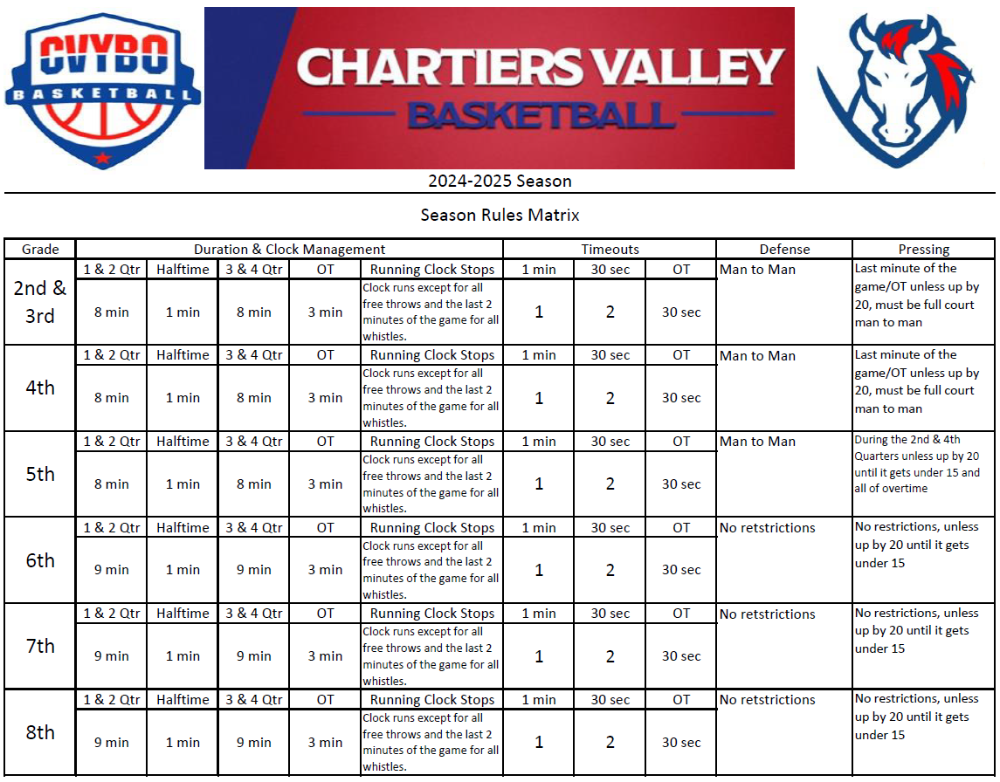 CVYBO
BASKETBALL
CHARTIERS VALLEY
BASKETBALL
2024-2025 Season
Season Rules Matrix
Grade Duration & Clock Management Timeouts Defense Pressing
2nd & 3rd
1 & 2 Qtr Halftime 3 & 4 Qtr OT Running Clock Stops 1 min 30 sec OT
8 min 1 min 8 min 3 min
Clock runs except for all
free throws and the last 2
minutes of the game for all
whistles.
1 2 30 sec
Man to Man
Last minute of the
game/OT unless up by
20, must be full court
man to man
4th
1 & 2 Qtr Halftime 3 & 4 Qtr OT Running Clock Stops 1 min 30 sec OT
8 min 1 min 8 min 3 min
Clock runs except for all
free throws and the last 2
minutes of the game for all
whistles.
1 2 30 sec
Man to Man
Last minute of the
game/OT unless up by
20, must be full court
man to man
5th
1 & 2 Qtr Halftime 3 & 4 Qtr OT Running Clock Stops 1 min 30 sec OT
8 min 1 min 8 min 3 min
Clock runs except for all
free throws and the last 2
minutes of the game for all
whistles.
1 2 30 sec
Man to Man
During the 2nd & 4th
Quarters unless up by 20
until it gets under 15 and
all of overtime
6th
1 & 2 Qtr Halftime 3 & 4 Qtr OT Running Clock Stops 1 min 30 sec OT
9 min 1 min 9 min 3 min
Clock runs except for all
free throws and the last 2
minutes of the game for all
whistles.
1 2 30 sec
No retstrictions
No restrictions, unless
up by 20 until it gets
under 15
7th
1 & 2 Qtr Halftime 3 & 4 Qtr OT Running Clock Stops 1 min 30 sec OT
9 min 1 min 9 min 3 min
Clock runs except for all
free throws and the last 2
minutes of the game for all
whistles.
1 2 30 sec
No retstrictions
No restrictions, unless
up by 20 until it gets
under 15
8th
1 & 2 Qtr Halftime 3 & 4 Qtr OT Running Clock Stops 1 min 30 sec OT
9 min 1 min 9 min 3 min
Clock runs except for all
free throws and the last 2
minutes of the game for all
whistles.
1 2 30 sec
No retstrictions
No restrictions, unless
up by 20 until it gets
under 15